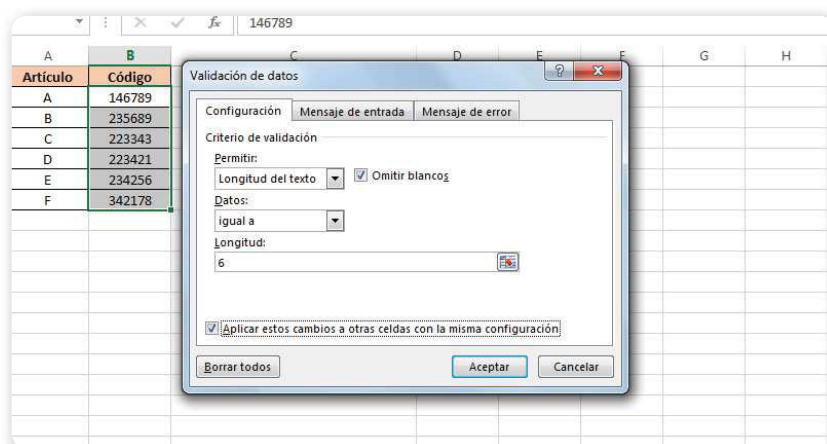 fx 146789
A B C D E F G H
Artículo Código
A 146789
B 235689
C 223343
D 223421
E 234256
F 342178
Validación de datos
Configuración Mensaje de entrada Mensaje de error
Criterio de validación
Permitir:
Longitud del texto Omitir blancos
Datos:
igual a
Longitud:
6
Aplicar estos cambios a otras celdas con la misma configuración
Borrar todos Aceptar Cancelar